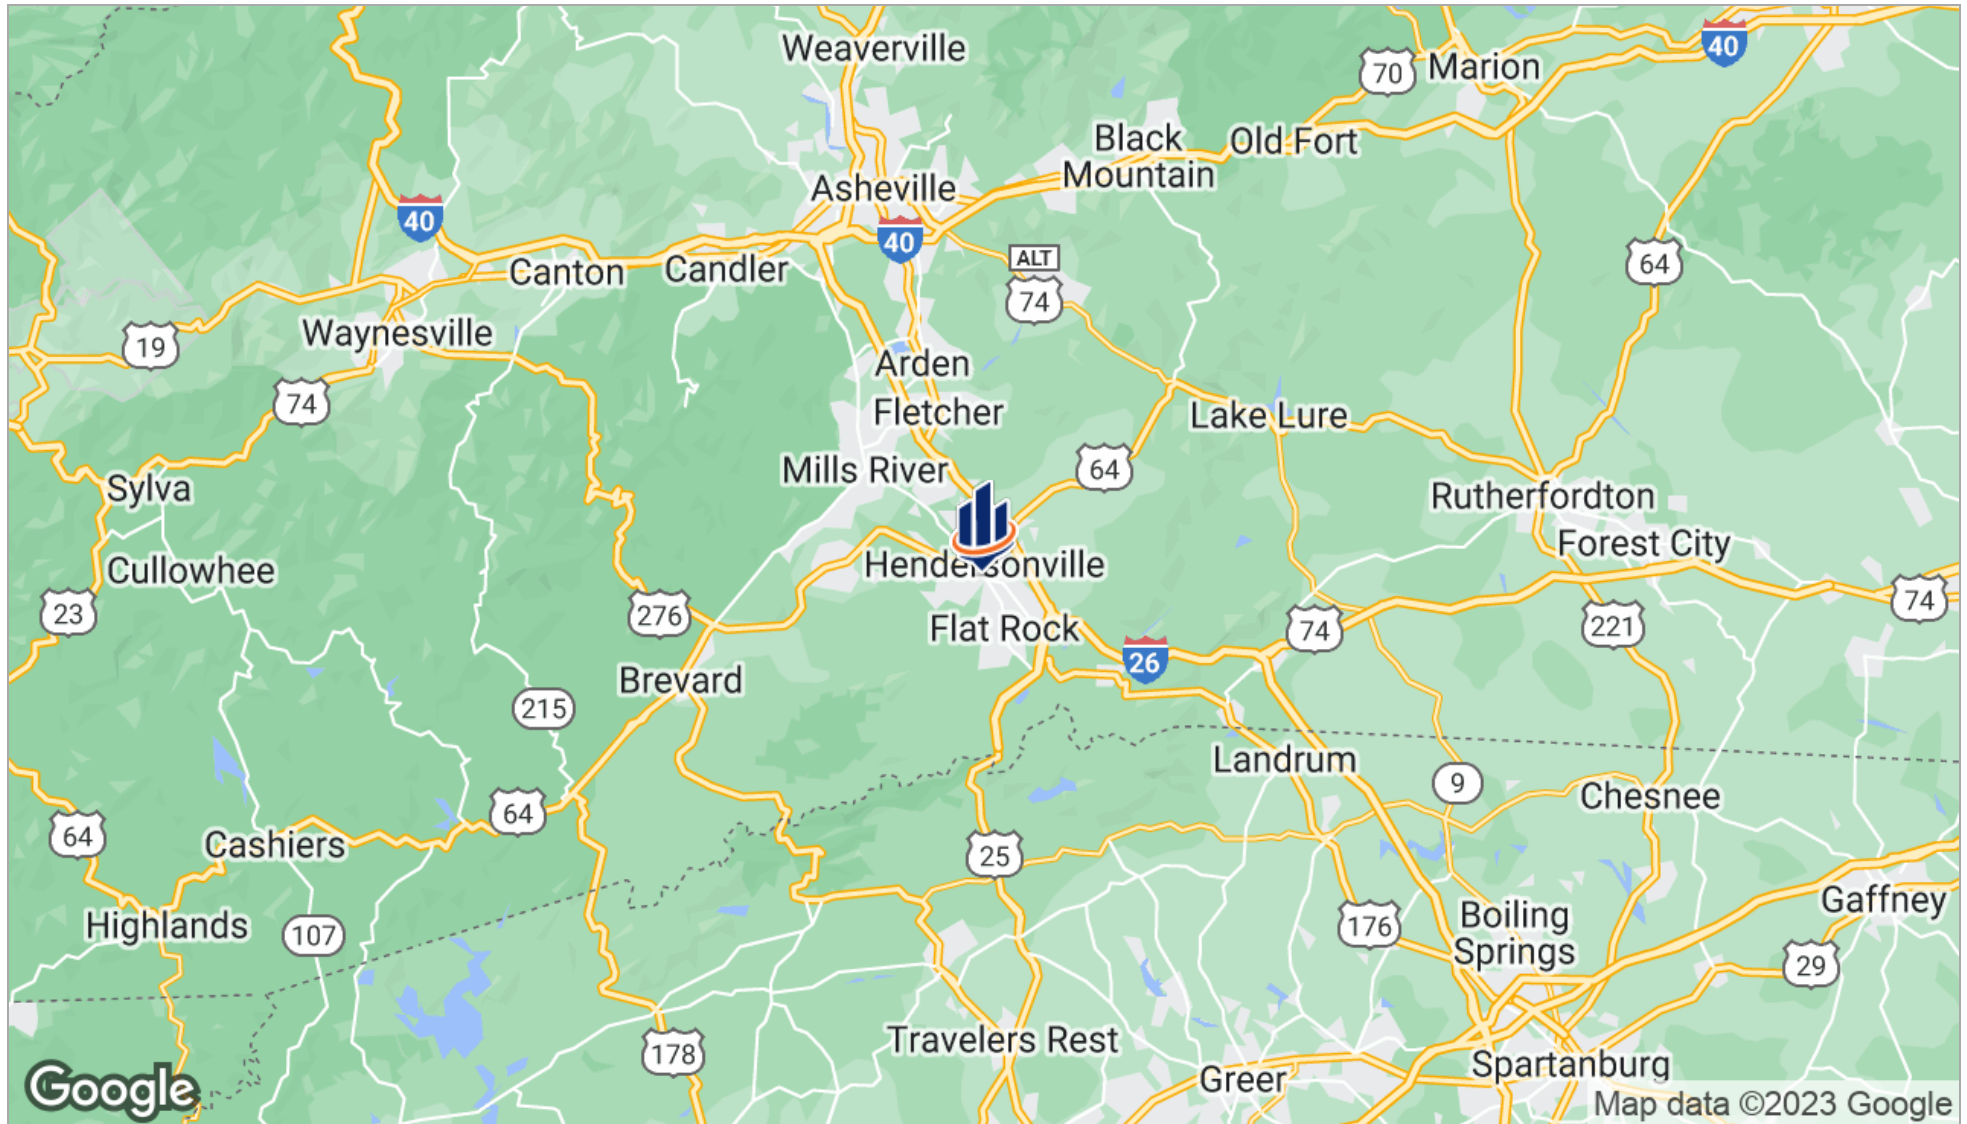 Weaverville
40
70
Marion
Black
Mountain
Old Fort
Asheville
40
40
ALT
74
64
Canton
Candler
19
Waynesville
Arden
74
Fletcher
Lake Lure
Mills River
64
Sylva
Rutherfordton
Forest City
Hendersonville
Cullowhee
23
276
Flat Rock
74
221
74
26
Brevard
215
Landrum
9
Chesnee
64
64
Cashiers
25
Gaffney
Highlands
107
176
Boiling
Springs
29
Travelers Rest
178
Spartanburg
Greer
Google
Map data ©2023 Google